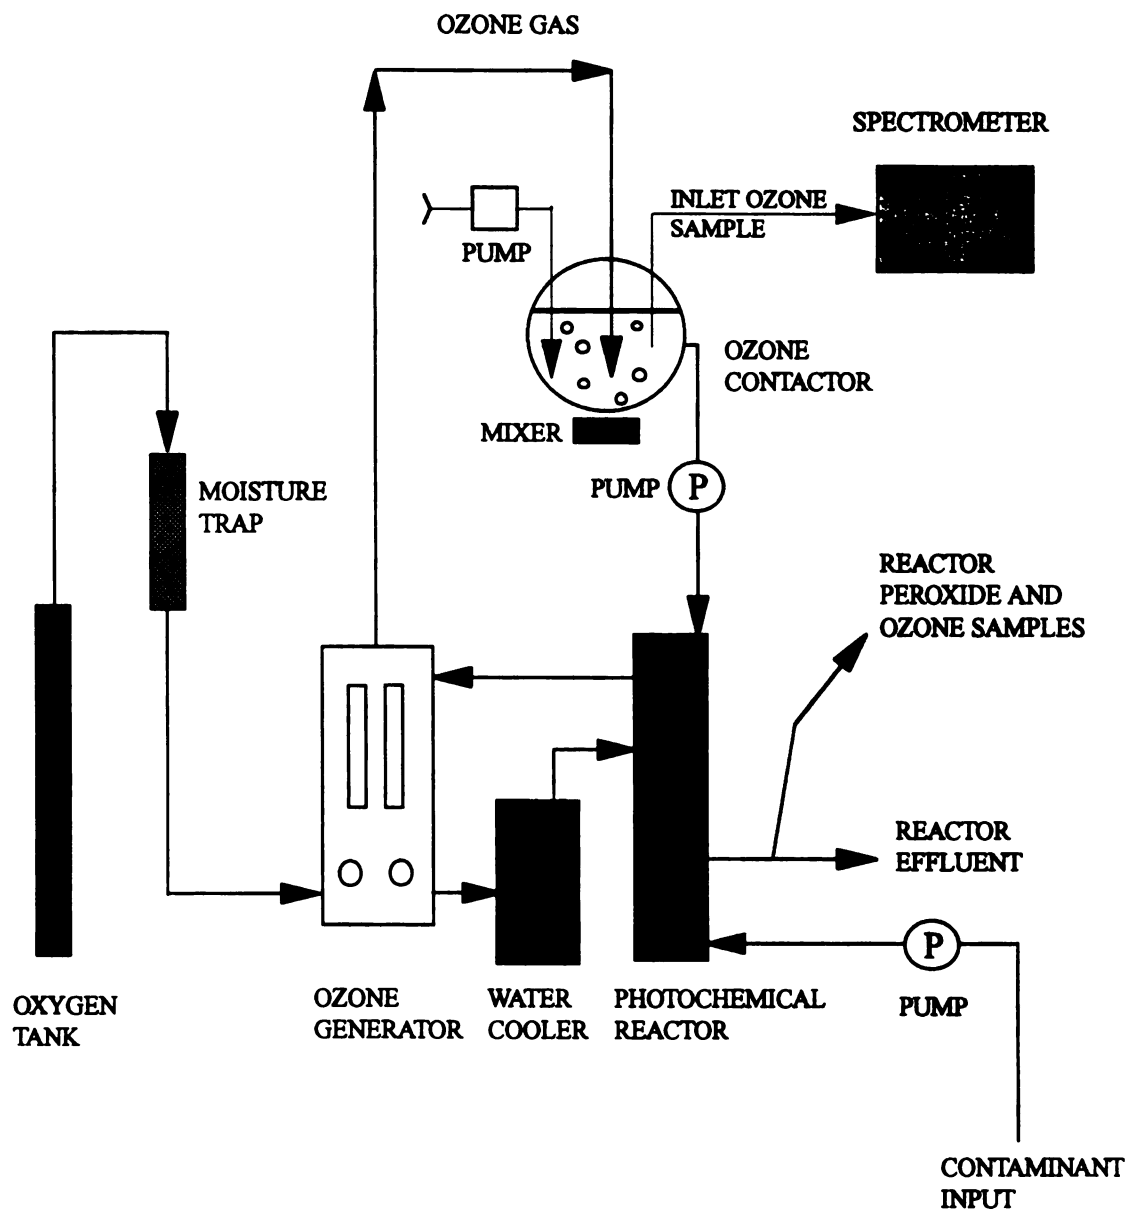 OZONE GAS
SPECTROMETER
INLET OZONE
SAMPLE
PUMP
OZONE
CONTACTOR
MIXER
PUMP
P
MOISTURE
TRAP
REACTOR
PEROXIDE AND
OZONE SAMPLES
REACTOR
EFFLUENT
P
PUMP
OXYGEN
TANK
OZONE
GENERATOR
WATER
COOLER
PHOTOCHEMICAL
REACTOR
CONTAMINANT
INPUT